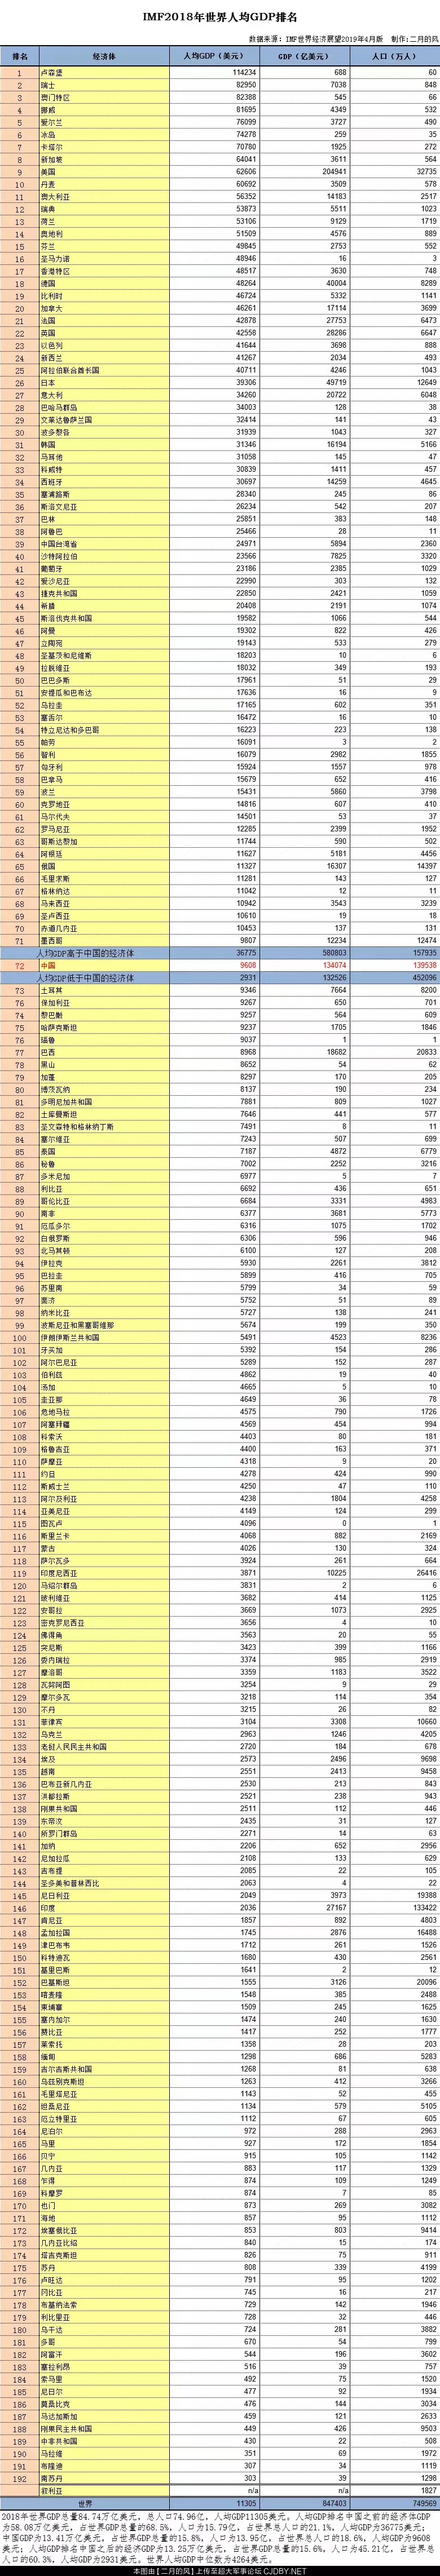 IMF2018年世界人均GDP排名
数据来源：IMF世界经济展望2019年4月版 制作:二月的风
排名 经济体 人均GDP（美元） GDP（亿美元） 人口（万人）
1 卢森堡 114234 688 60
2 瑞士 82950 7038 848
3 澳门特区 82388 545 66
4 挪威 81695 4349 532
5 爱尔兰 76099 3727 490
6 冰岛 74278 259 35
7 卡塔尔 70780 1925 272
8 新加坡 64041 3611 564
9 美国 62606 204941 32735
10 丹麦 60692 3509 578
11 澳大利亚 56352 14183 2517
12 瑞典 53873 5511 1023
13 荷兰 53106 9129 1719
14 奥地利 51509 4576 889
15 芬兰 49845 2753 552
16 圣马力诺 48946 16 3
17 香港特区 48517 3630 748
18 德国 48264 40004 8289
19 比利时 46724 5332 1141
20 加拿大 46261 17114 3699
21 法国 42878 27753 6473
22 英国 42558 28286 6647
23 以色列 41644 3698 888
24 新西兰 41267 2034 493
25 阿拉伯联合酋长国 40711 4246 1043
26 日本 39306 49719 12649
27 意大利 34260 20722 6048
28 巴哈马群岛 34003 128 38
29 文莱达鲁萨兰国 32414 141 43
30 波多黎各 31939 1043 327
31 韩国 31346 16194 5166
32 马耳他 31058 145 47
33 科威特 30839 1411 457
34 西班牙 30697 14259 4645
35 塞浦路斯 28340 245 86
36 斯洛文尼亚 26234 542 207
37 巴林 25851 383 148
38 阿鲁巴 25466 28 11
39 中国台湾省 24971 5894 2360
40 沙特阿拉伯 23566 7825 3320
41 葡萄牙 23186 2385 1029
42 爱沙尼亚 22990 303 132
43 捷克共和国 22850 2421 1059
44 希腊 20408 2191 1074
45 斯洛伐克共和国 19582 1066 544
46 阿曼 19302 822 426
47 立陶宛 19143 533 279
48 圣基茨和尼维斯 18203 10 6
49 拉脱维亚 18032 349 193
50 巴巴多斯 17961 51 29
51 安提瓜和巴布达 17636 16 9
52 乌拉圭 17165 602 351
53 塞舌尔 16472 16 10
54 特立尼达和多巴哥 16223 223 138
55 帕劳 16091 3 2
56 智利 16079 2982 1855
57 匈牙利 15924 1557 978
58 巴拿马 15679 652 416
59 波兰 15431 5860 3798
60 克罗地亚 14816 607 410
61 马尔代夫 14501 53 37
62 罗马尼亚 12285 2399 1952
63 哥斯达黎加 11744 590 502
64 阿根廷 11627 5181 4456
65 俄国 11327 16307 14397
66 毛里求斯 11281 143 127
67 格林纳达 11042 12 11
68 马来西亚 10942 3543 3239
69 圣卢西亚 10610 19 18
70 赤道几内亚 10453 137 131
71 墨西哥 9807 12234 12474
人均GDP高于中国的经济体 36775 580803 157935
72 中国 9608 134074 139538
人均GDP低于中国的经济体 2931 132526 452096
73 土耳其 9346 7664 8200
76 保加利亚 9267 650 701
74 黎巴嫩 9257 564 609
75 哈萨克斯坦 9237 1705 1846
76 瑙鲁 9037 1 1
77 巴西 8968 18682 20833
78 黑山 8652 54 62
79 加蓬 8297 170 205
80 博茨瓦纳 8137 190 234
81 多明尼加共和国 7881 809 1027
82 土库曼斯坦 7646 441 577
83 圣文森特和格林纳丁斯 7491 8 11
84 塞尔维亚 7243 507 699
85 泰国 7187 4872 6779
86 秘鲁 7002 2252 3216
87 多米尼加 6977 5 7
88 利比亚 6692 436 651
89 哥伦比亚 6684 3331 4983
90 南非 6377 3681 5773
91 厄瓜多尔 6316 1075 1702
92 白俄罗斯 6306 596 946
93 北马其顿 6100 127 208
94 伊拉克 5930 2261 3812
95 巴拉圭 5899 416 705
96 苏里南 5799 34 59
97 斐济 5752 51 89
98 纳米比亚 5727 138 241
99 波斯尼亚和黑塞哥维那 5674 199 350
100 伊朗伊斯兰共和国 5491 4523 8236
101 牙买加 5392 154 286
102 阿尔巴尼亚 5289 152 287
103 伯利兹 4862 19 40
104 汤加 4665 5 10
105 圭亚那 4649 36 78
106 危地马拉 4575 790 1726
107 阿塞拜疆 4569 454 994
108 科索沃 4403 80 181
109 格鲁吉亚 4400 163 371
110 萨摩亚 4318 9 20
111 约旦 4278 424 990
112 斯威士兰 4250 47 110
113 阿尔及利亚 4238 1804 4258
114 亚美尼亚 4149 124 299
115 图瓦卢 4096 0 1
116 斯里兰卡 4068 882 2169
117 蒙古 4026 130 324
118 萨尔瓦多 3924 261 664
119 印度尼西亚 3871 10225 26416
120 马绍尔群岛 3831 2 6
121 玻利维亚 3682 414 1125
122 安哥拉 3669 1073 2925
123 密克罗尼西亚 3656 4 10
124 佛得角 3563 20 55
125 突尼斯 3423 399 1166
126 委内瑞拉 3374 985 2919
127 摩洛哥 3359 1183 3522
128 瓦努阿图 3254 9 29
129 摩尔多瓦 3218 114 354
130 不丹 3215 26 82
131 菲律宾 3104 3308 10660
132 乌克兰 2963 1246 4205
133 老挝人民民主共和国 2720 184 678
134 埃及 2573 2496 9698
135 越南 2551 2413 9458
136 巴布亚新几内亚 2530 213 843
137 洪都拉斯 2521 238 943
138 刚果共和国 2511 112 446
139 东帝汶 2435 31 127
140 所罗门群岛 2271 14 63
141 加纳 2206 652 2956
142 尼加拉瓜 2108 133 629
143 吉布提 2085 22 105
144 圣多美和普林西比 2063 4 22
145 尼日利亚 2049 3973 19388
146 印度 2036 27167 133422
147 肯尼亚 1857 892 4803
148 孟加拉国 1745 2876 16488
149 津巴布韦 1712 261 1526
150 科特迪瓦 1680 430 2561
151 基里巴斯 1641 2 12
152 巴基斯坦 1555 3126 20096
153 喀麦隆 1548 385 2488
154 柬埔寨 1509 245 1625
155 塞内加尔 1474 240 1630
156 赞比亚 1417 252 1777
157 莱索托 1358 28 203
158 缅甸 1298 686 5283
159 吉尔吉斯共和国 1268 81 638
160 乌兹别克斯坦 1263 412 3266
161 毛里塔尼亚 1143 52 455
162 坦桑尼亚 1134 579 5105
163 厄立特里亚 1112 67 605
164 尼泊尔 972 288 2963
165 马里 927 172 1854
166 贝宁 915 105 1142
167 几内亚 883 117 1329
168 乍得 874 109 1249
169 科摩罗 874 7 85
170 也门 873 269 3082
171 海地 857 95 1112
172 埃塞俄比亚 853 803 9414
173 几内亚比绍 840 15 174
174 塔吉克斯坦 826 75 911
175 苏丹 808 339 4199
176 卢旺达 791 95 1202
177 冈比亚 745 16 217
178 布基纳法索 729 142 1946
179 利比里亚 728 32 446
180 乌干达 724 281 3882
181 多哥 670 54 799
182 阿富汗 544 196 3602
183 塞拉利昂 516 39 757
184 索马里 492 75 1520
185 尼日尔 477 92 1934
186 莫桑比克 476 144 3034
187 马达加斯加 459 121 2633
188 刚果民主共和国 449 426 9503
189 中非共和国 430 22 508
190 马拉维 351 69 1972
191 布隆迪 307 34 1115
192 南苏丹 303 39 1298
叙利亚 n/a n/a 1827
世界 11305 847403 749569
2018年世界GDP总量84.74万亿美元，总人口74.96亿，人均GDP11305美元。人均GDP排名中国之前的经济体GDP
为58.08万亿美元，占世界GDP总量的68.5%，人口为15.79亿，占世界总人口的21.1%，人均GDP为36775美元；
中国GDP为13.41万亿美元，占世界GDP总量的15.8%，人口为13.95亿，占世界总人口的18.6%，人均GDP为9608
美元；人均GDP排名中国之后的经济体GDP为13.25万亿美元，占世界GDP总量的15.6%，人口为45.21亿，占世界总人
口的60.3%，人均GDP为2931美元。世界人均GDP中位数为4264美元。
本图由【二月的风】上传至超大军事论坛 CJDBY.NET